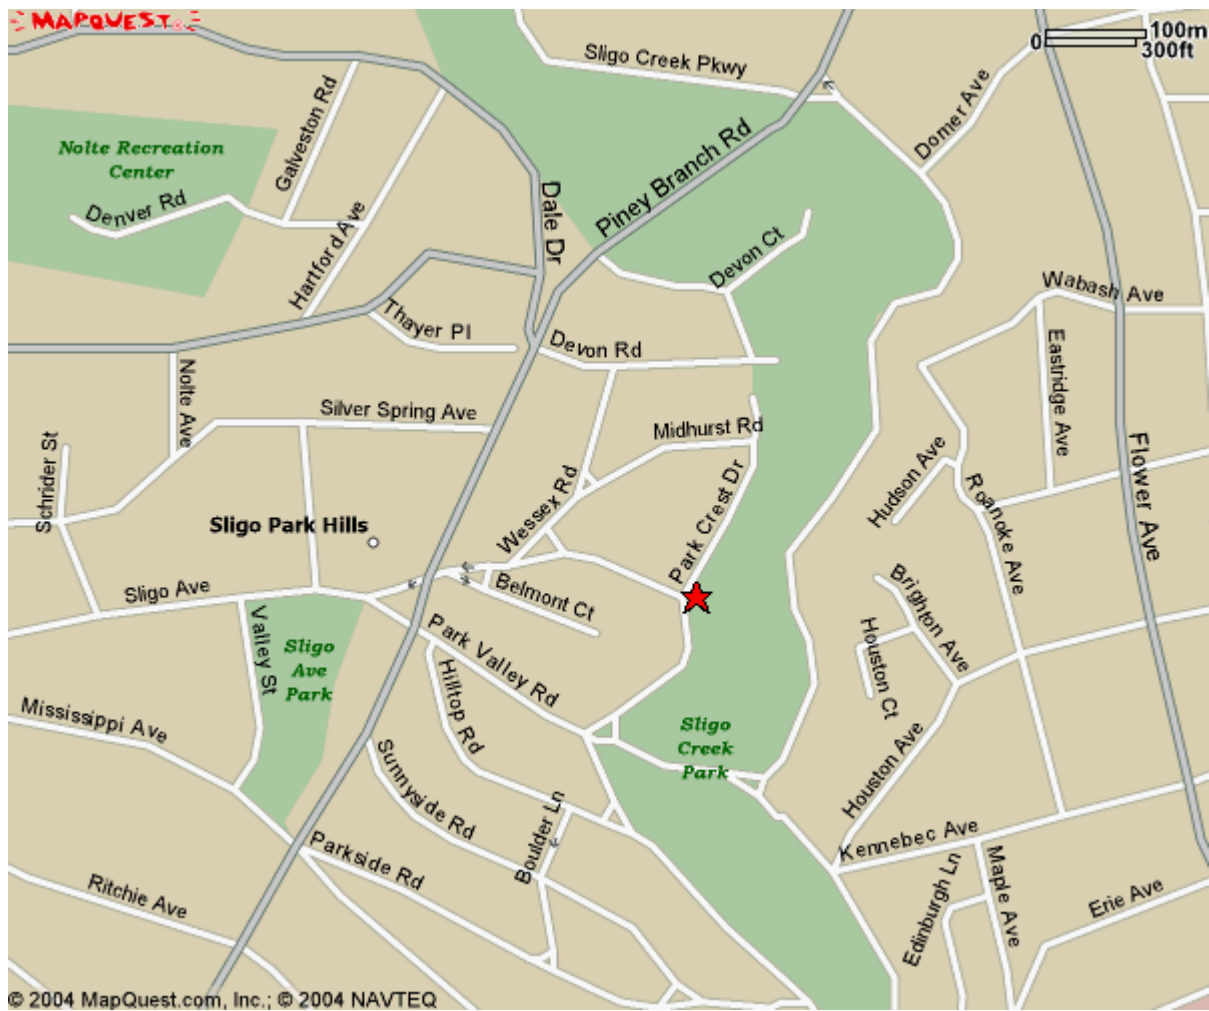 MAPQUEST®
0
100m
300ft
Sligo Creek Pkwy
Domer Ave
Nolte Recreation
Center
Galveston Rd
Denver Rd
Hartford Ave
Dale Dr
Piney Branch Rd
Devon Ct
Wabash Ave
Thayer Pl
Devon Rd
Nolte Ave
Silver Spring Ave
Midhurst Rd
Eastridge Ave
Schrider St
Flower Ave
Hudson Ave
Roanoke Ave
Wessex Rd
Park Crest Dr
Sligo Park Hills
Sligo Ave
Belmont Ct
Brighton Ave
Houston Ct
Valley St
Sligo
Ave
Park
Park Valley Rd
Hilltop Rd
Mississippi Ave
Sligo
Creek
Park
Houston Ave
Sunnyside Rd
Boulder Ln
Kennebec Ave
Parkside Rd
Ritchie Ave
Edinburgh Ln
Maple Ave
Erie Ave
© 2004 MapQuest.com, Inc.; © 2004 NAVTEQ